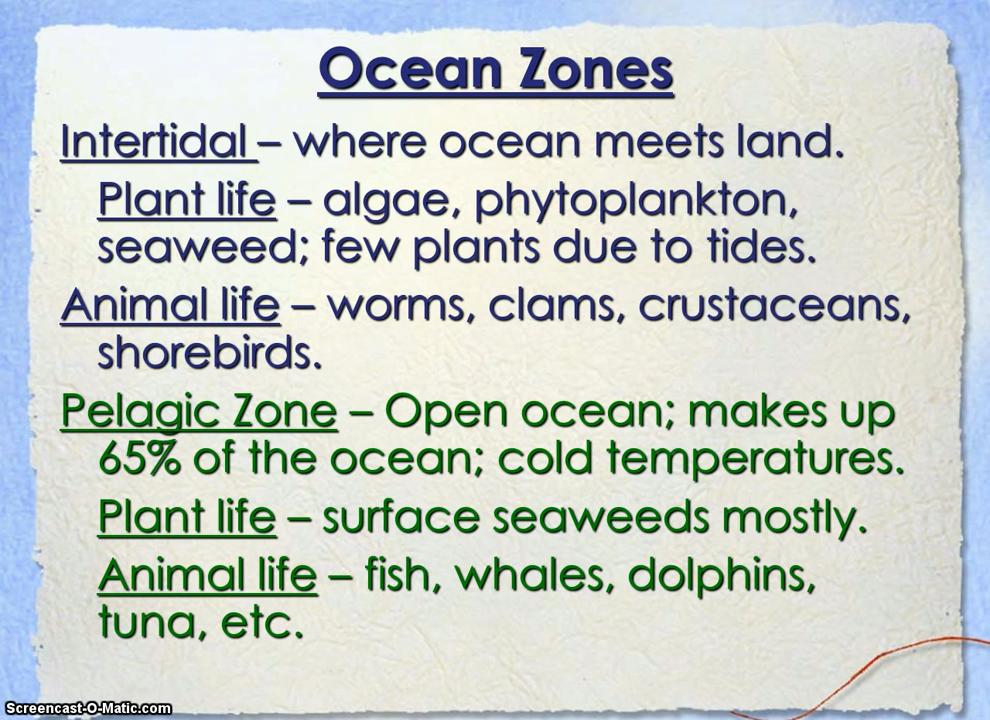 Ocean Zones
Intertidal – where ocean meets land.
Plant life – algae, phytoplankton,
seaweed; few plants due to tides.
Animal life – worms, clams, crustaceans,
shorebirds.
Pelagic Zone – Open ocean; makes up
65% of the ocean; cold temperatures.
Plant life – surface seaweeds mostly.
Animal life – fish, whales, dolphins,
tuna, etc.
Screencast-O-Matic.com